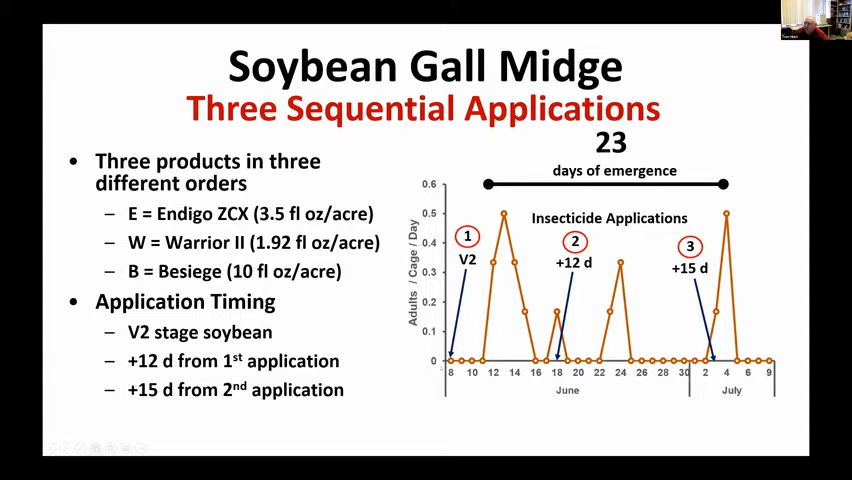 Soybean Gall Midge
Three Sequential Applications
• Three products in three
different orders
– E = Endigo ZCX (3.5 fl oz/acre)
– W = Warrior II (1.92 fl oz/acre)
– B = Besiege (10 fl oz/acre)
• Application Timing
– V2 stage soybean
– +12 d from 1st application
– +15 d from 2nd application
23
days of emergence
Insecticide Applications
1
V2
2
+12 d
3
+15 d
Adults / Cage / Day
0.6
0.5
0.4
0.3
0.2
0.1
0
8 10 12 14 16 18 20 22 24 26 28 30 2 4 6 9
June July